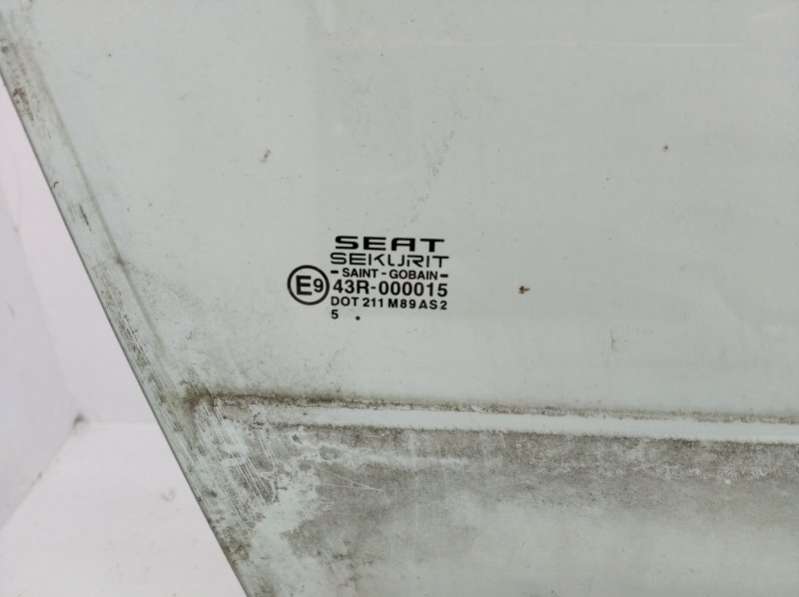 SEAT
SEKURIT
- SAINT - GOBAIN -
E9 43R-000015
DOT 211 M89 AS2
5 .